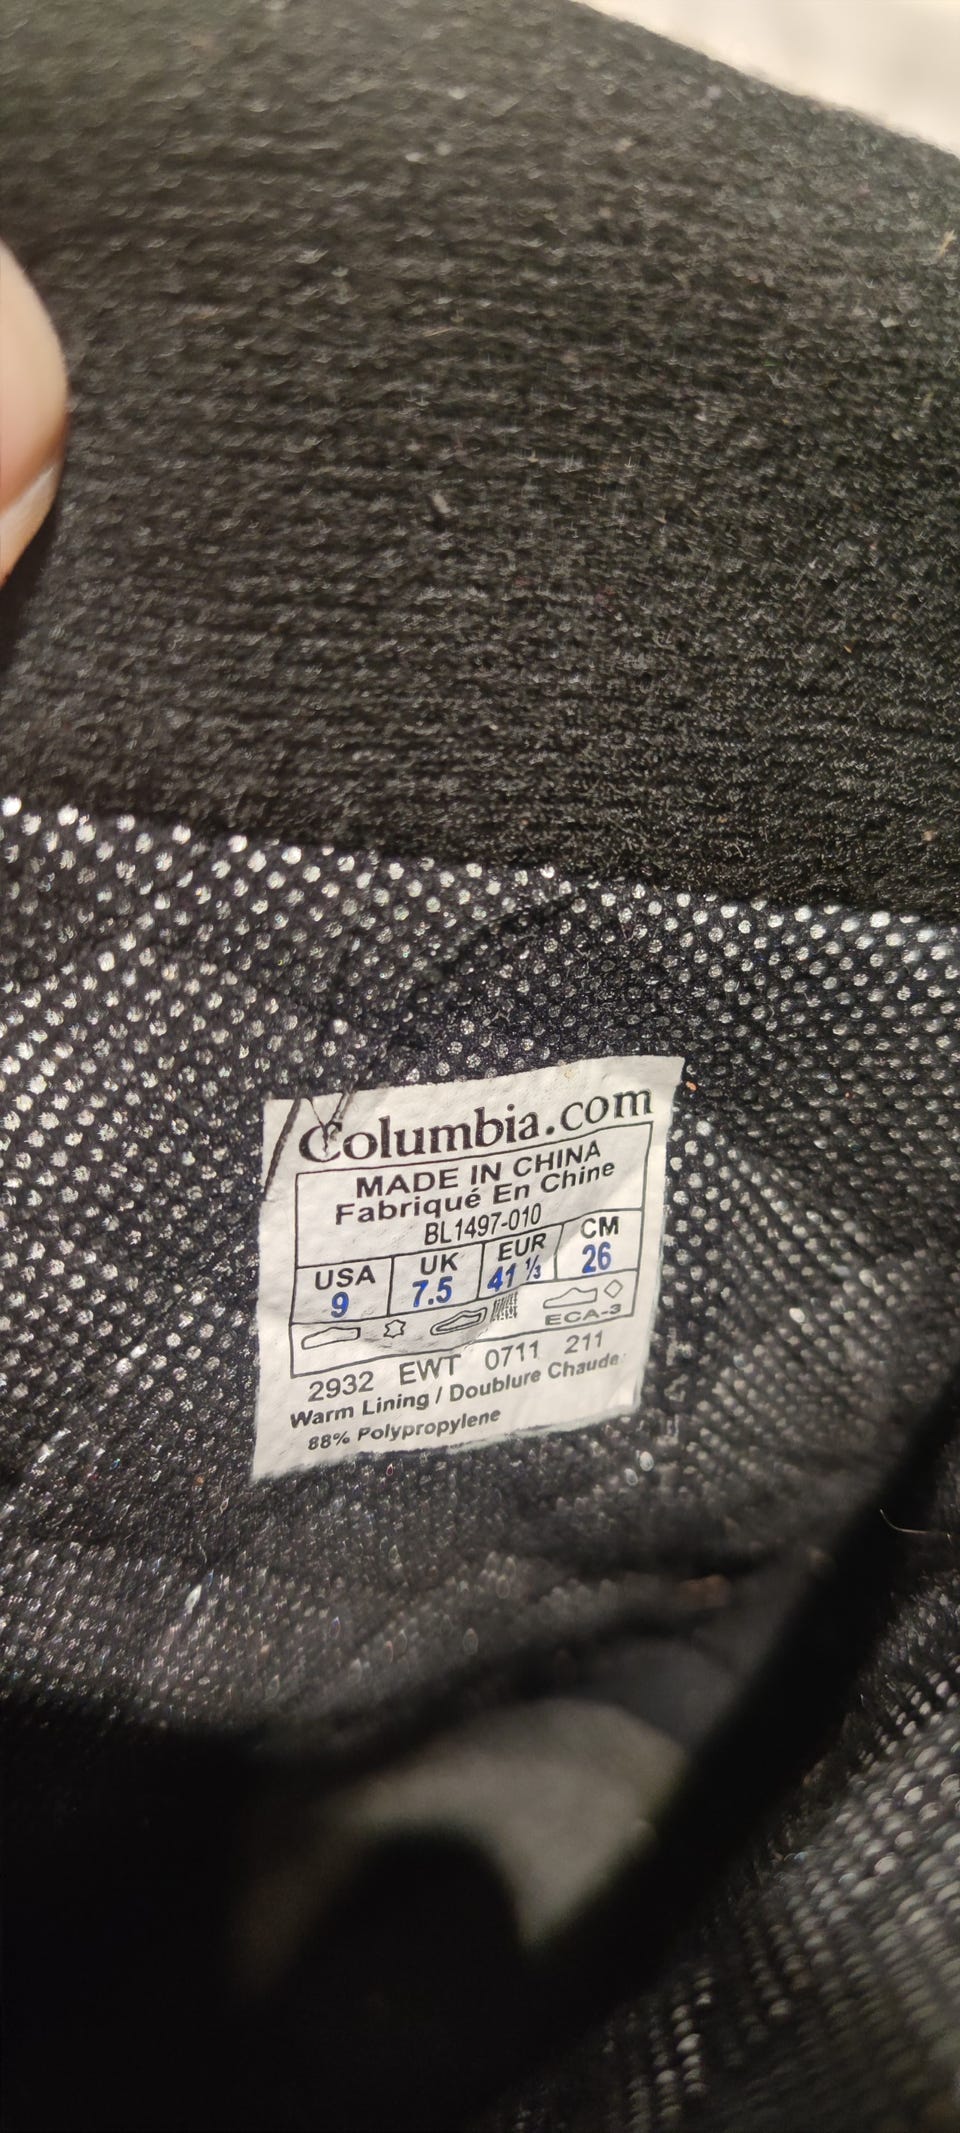 Columbia.com
MADE IN CHINA
Fabriqué En Chine
BL1497-010
USA UK EUR CM
9 7.5 41 ⅓ 26
ECA-3
2932 EWT 0711 211
Warm Lining / Doublure Chaude
88% Polypropylene